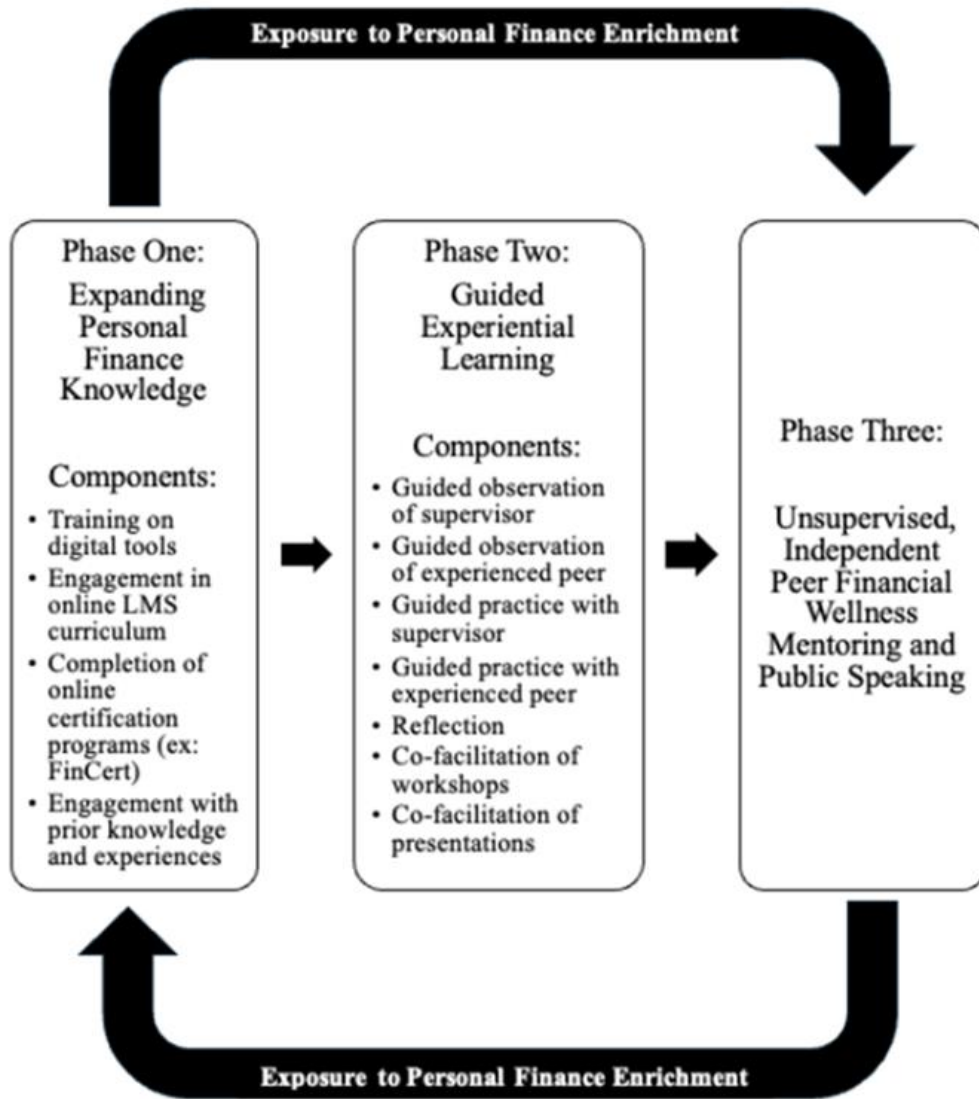 Exposure to Personal Finance Enrichment
Phase One:
Expanding
Personal
Finance
Knowledge
Components:
• Training on
digital tools
• Engagement in
online LMS
curriculum
• Completion of
online
certification
programs (ex:
FinCert)
• Engagement with
prior knowledge
and experiences
Phase Two:
Guided
Experiential
Learning
Components:
• Guided observation
of supervisor
• Guided observation
of experienced peer
• Guided practice with
supervisor
• Guided practice with
experienced peer
• Reflection
• Co-facilitation of
workshops
• Co-facilitation of
presentations
Phase Three:
Unsupervised,
Independent
Peer Financial
Wellness
Mentoring and
Public Speaking
Exposure to Personal Finance Enrichment